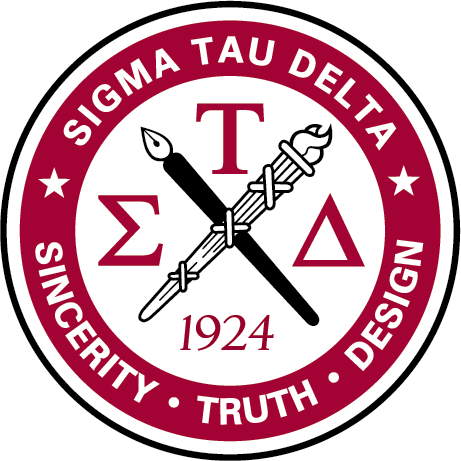 SIGMA TAU DELTA
Τ
Σ Δ
1924
SINCERITY • TRUTH • DESIGN